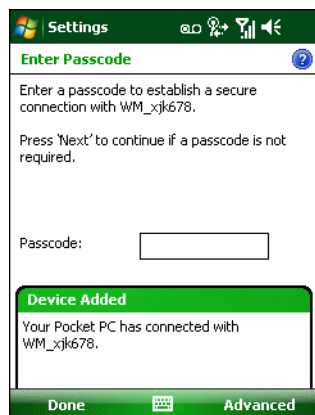 Settings
Enter Passcode
Enter a passcode to establish a secure
connection with WM_xjk678.
Press 'Next' to continue if a passcode is not
required.
Passcode:
Device Added
Your Pocket PC has connected with
WM_xjk678.
Done Advanced